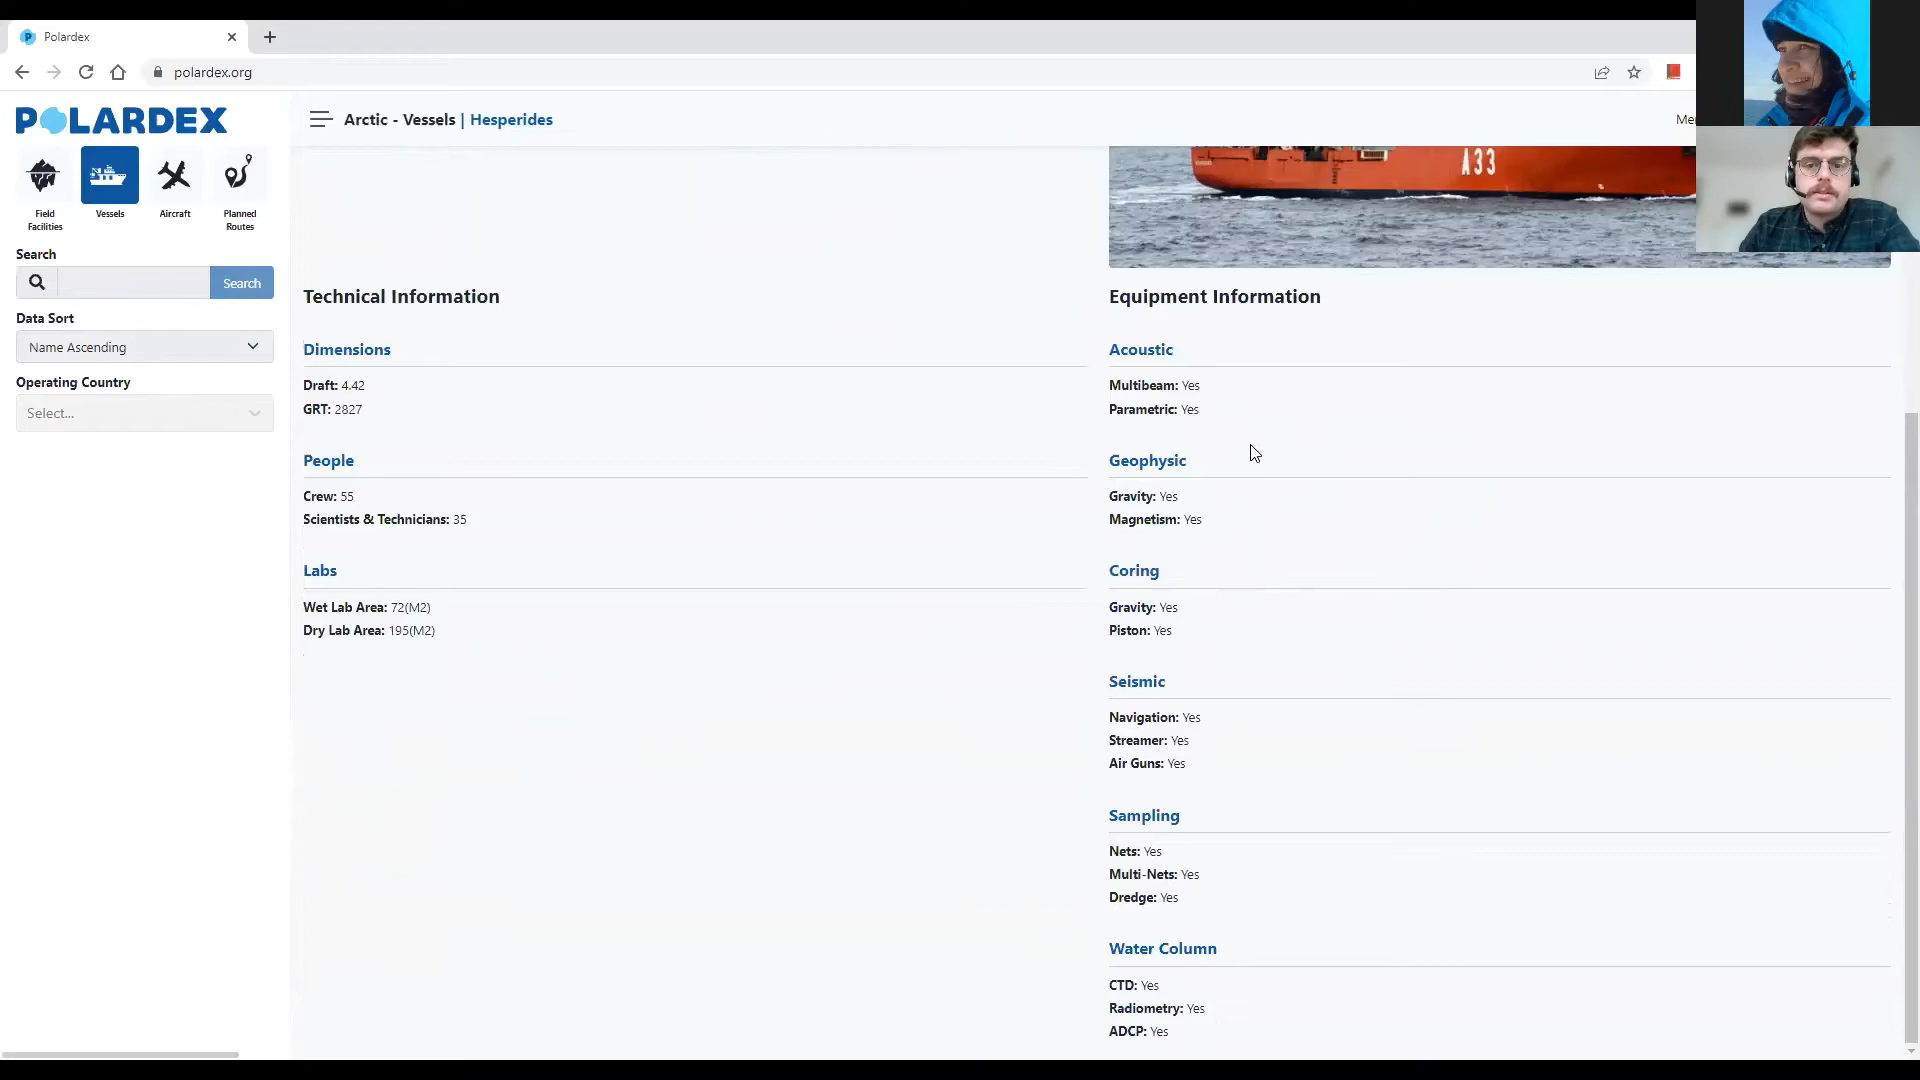 Polardex
polardex.org
POLARDEX
Arctic - Vessels | Hesperides
Field
Facilities
Vessels
Aircraft
Planned
Routes
Search
Search
Data Sort
Name Ascending
Operating Country
Select...
A33
Technical Information
Dimensions
Draft: 4.42
GRT: 2827
People
Crew: 55
Scientists & Technicians: 35
Labs
Wet Lab Area: 72(M2)
Dry Lab Area: 195(M2)
Equipment Information
Acoustic
Multibeam: Yes
Parametric: Yes
Geophysic
Gravity: Yes
Magnetism: Yes
Coring
Gravity: Yes
Piston: Yes
Seismic
Navigation: Yes
Streamer: Yes
Air Guns: Yes
Sampling
Nets: Yes
Multi-Nets: Yes
Dredge: Yes
Water Column
CTD: Yes
Radiometry: Yes
ADCP: Yes